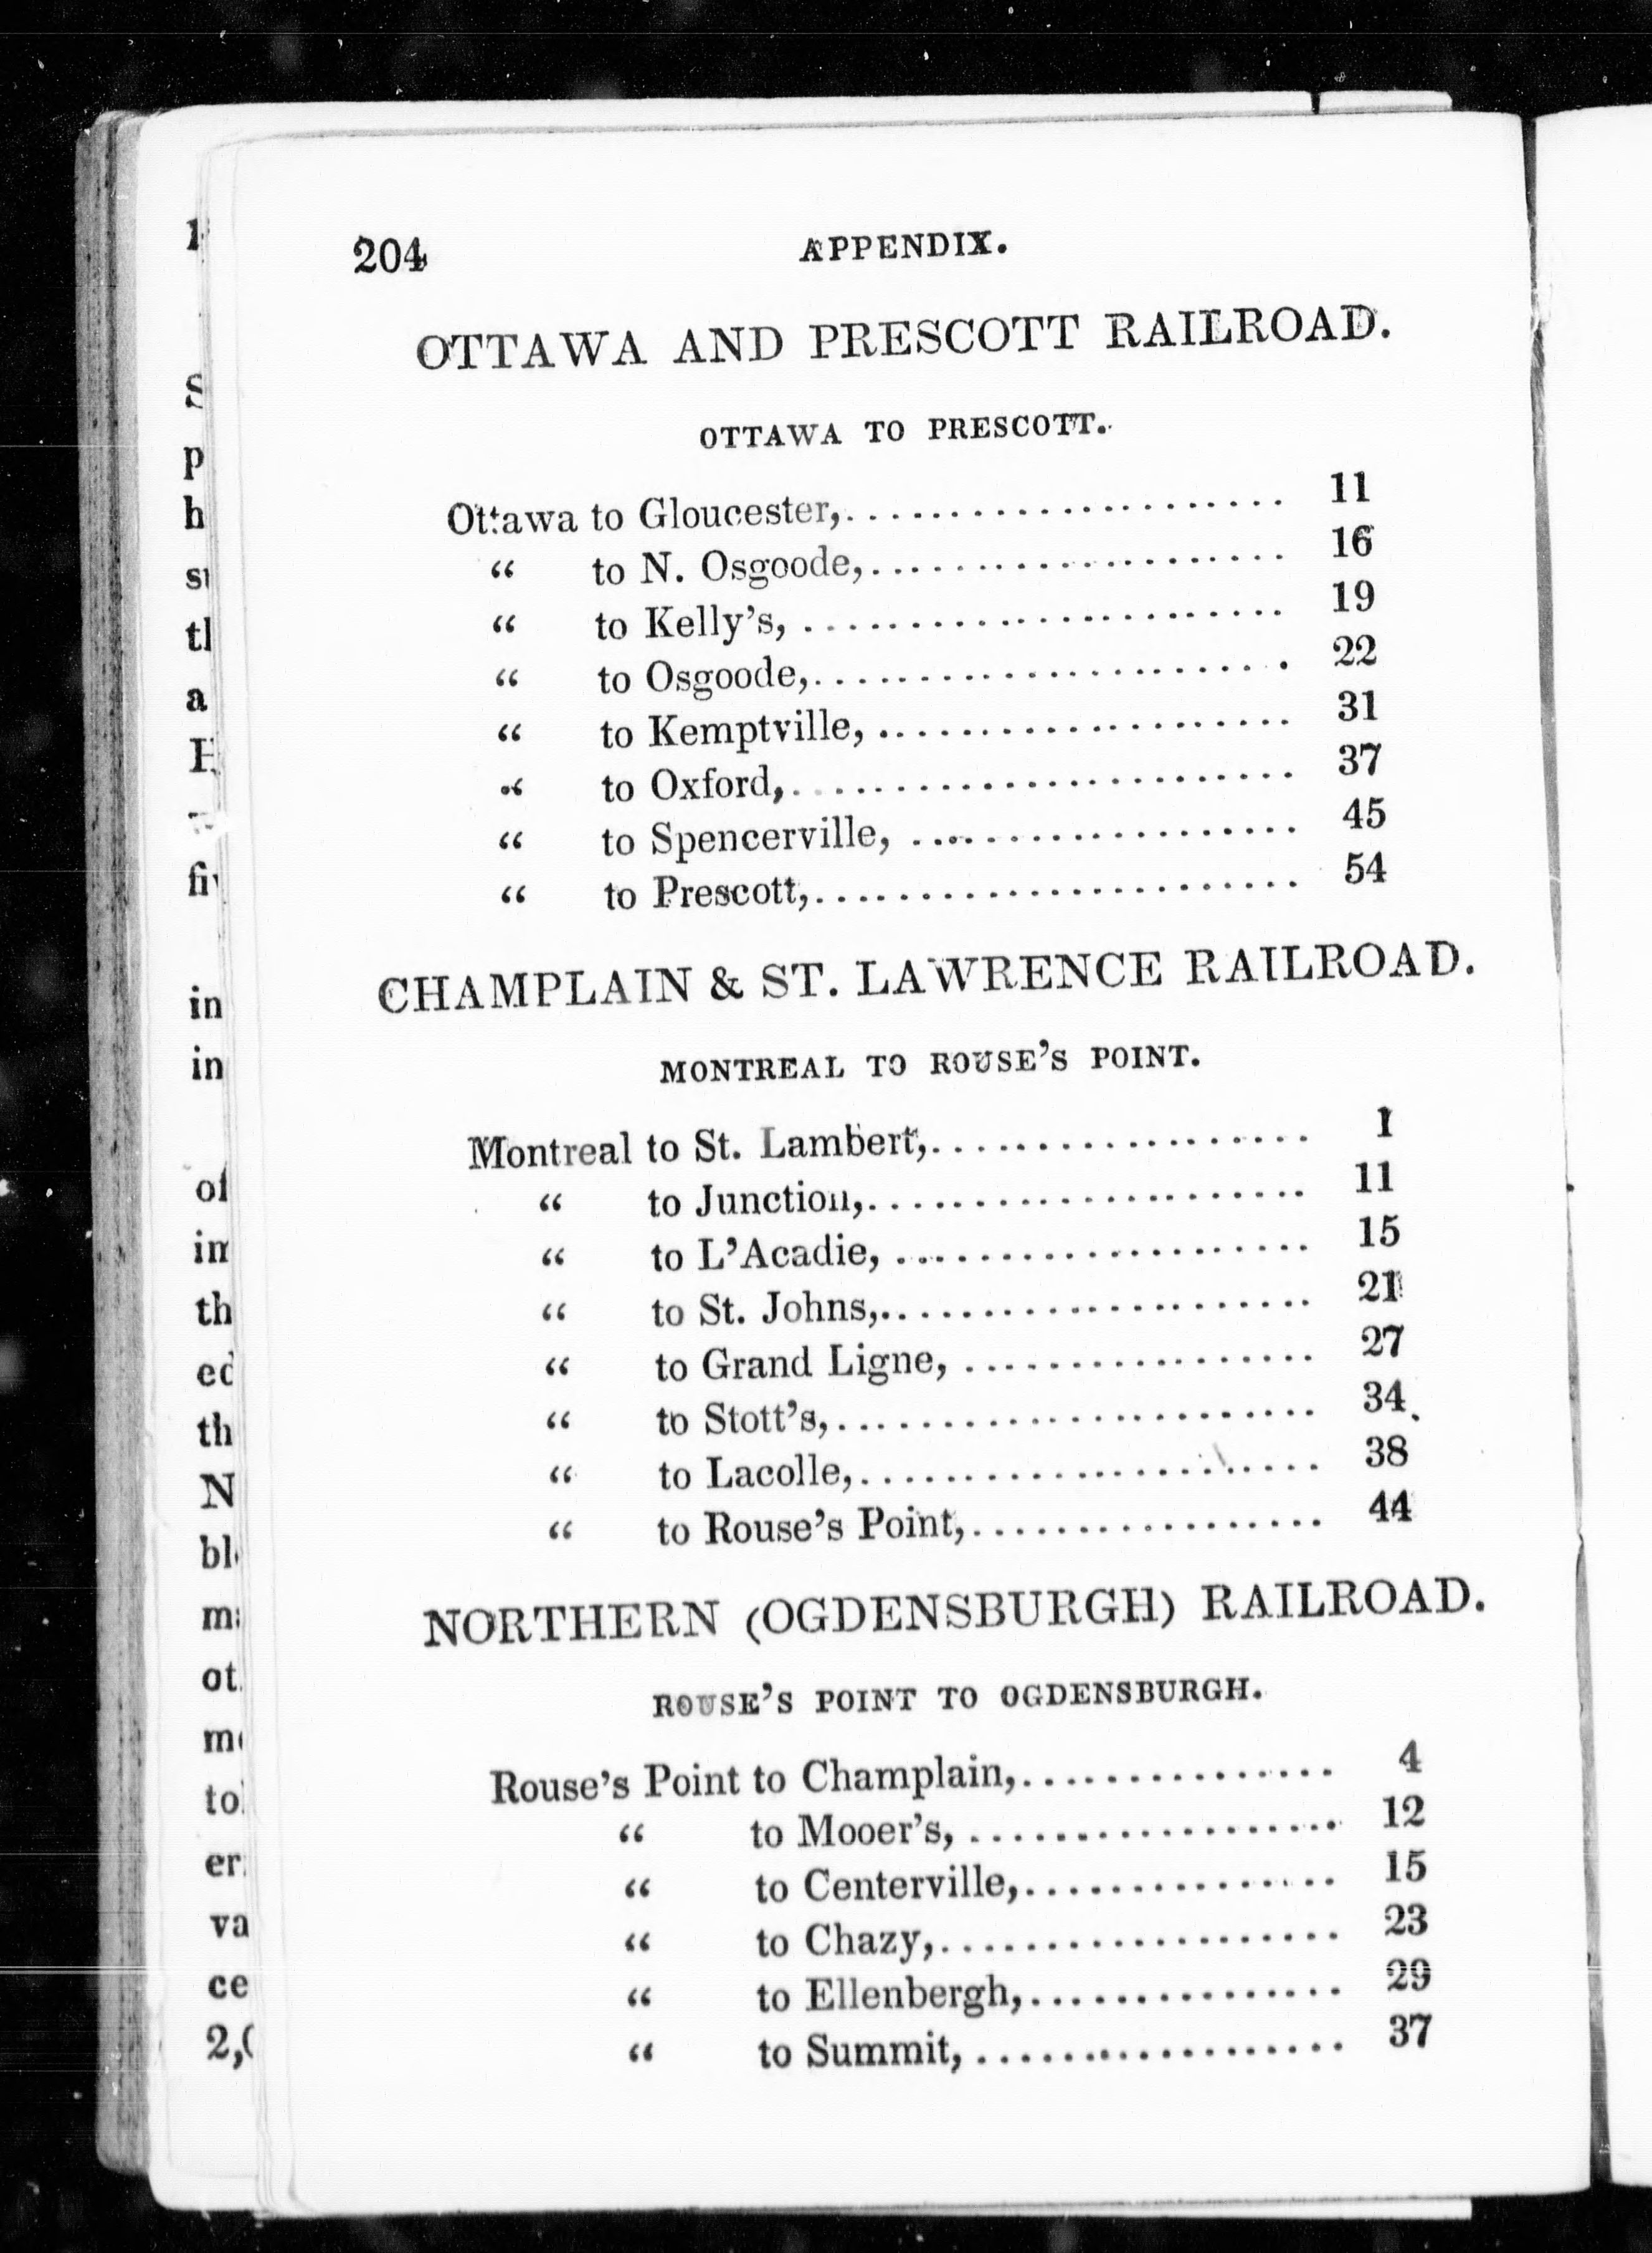 204
APPENDIX.
OTTAWA AND PRESCOTT RAILROAD.
OTTAWA TO PRESCOTT.
Ottawa to Gloucester,...................... 11
“ to N. Osgoode,..................... 16
“ to Kelly’s, ........................ 19
“ to Osgoode,........................ 22
“ to Kemptville, ..................... 31
“ to Oxford,......................... 37
“ to Spencerville, ................... 45
“ to Prescott,........................ 54
CHAMPLAIN & ST. LAWRENCE RAILROAD.
MONTREAL TO ROUSE’S POINT.
Montreal to St. Lambert,................... 1
“ to Junction,...................... 11
“ to L’Acadie, ..................... 15
“ to St. Johns,...................... 21
“ to Grand Ligne, ................. 27
“ to Stott’s,........................ 34
“ to Lacolle,....................... 38
“ to Rouse’s Point,................. 44
NORTHERN (OGDENSBURGH) RAILROAD.
ROUSE’S POINT TO OGDENSBURGH.
Rouse’s Point to Champlain,............... 4
“ to Mooer’s, ................... 12
“ to Centerville,................ 15
“ to Chazy,.................... 23
“ to Ellenbergh,................ 29
“ to Summit, ................... 37